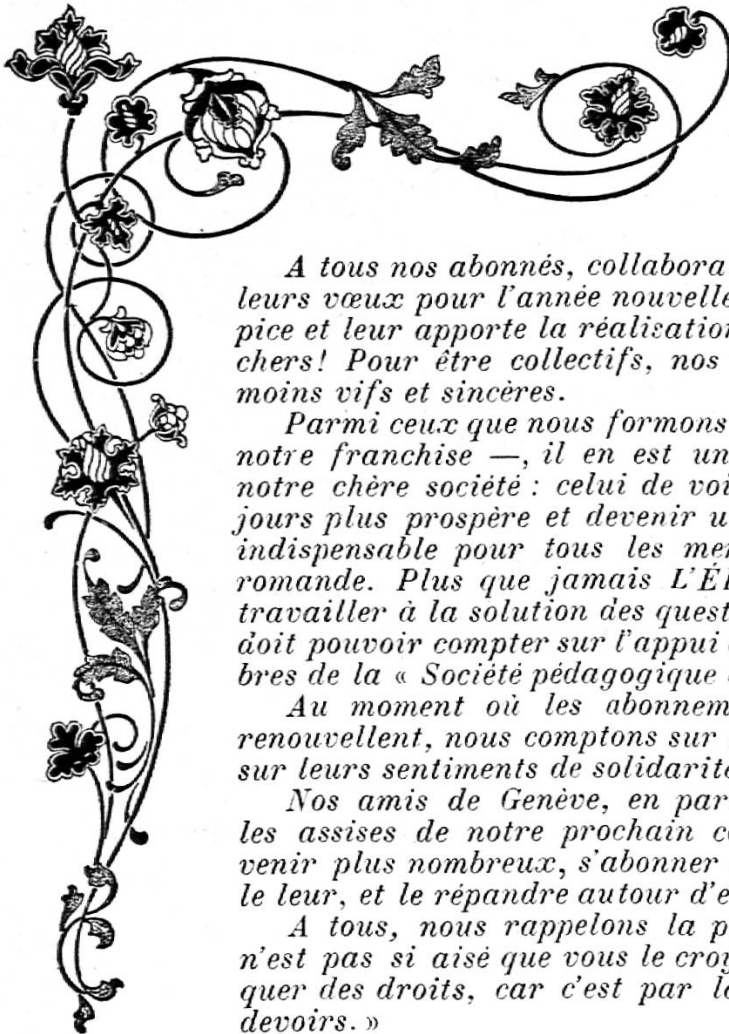 A tous nos abonnés, collabora
leurs vœux pour l'année nouvelle
pice et leur apporte la réalisation
chers! Pour être collectifs, nos
moins vifs et sincères.
Parmi ceux que nous formons
notre franchise —, il en est un
notre chère société : celui de voi
jours plus prospère et devenir u
indispensable pour tous les me
romande. Plus que jamais L'É
travailler à la solution des quest
doit pouvoir compter sur l'appui
bres de la « Société pédagogique
Au moment où les abonnem
renouvellent, nous comptons sur
sur leurs sentiments de solidarité
Nos amis de Genève, en par
les assises de notre prochain c
venir plus nombreux, s'abonner
le leur, et le répandre autour d'e
A tous, nous rappelons la p
n'est pas si aisé que vous le croy
quer des droits, car c'est par l
devoirs. »